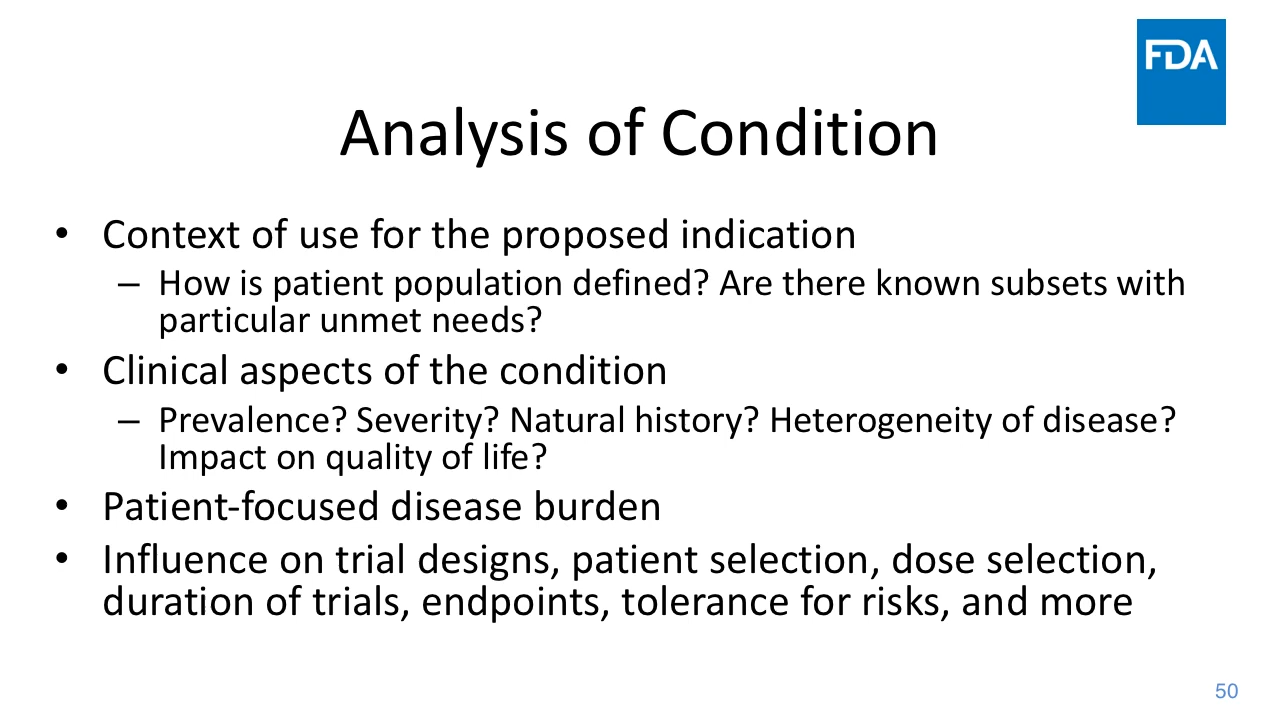 FDA
Analysis of Condition
• Context of use for the proposed indication
– How is patient population defined? Are there known subsets with
particular unmet needs?
• Clinical aspects of the condition
– Prevalence? Severity? Natural history? Heterogeneity of disease?
Impact on quality of life?
• Patient-focused disease burden
• Influence on trial designs, patient selection, dose selection,
duration of trials, endpoints, tolerance for risks, and more
50